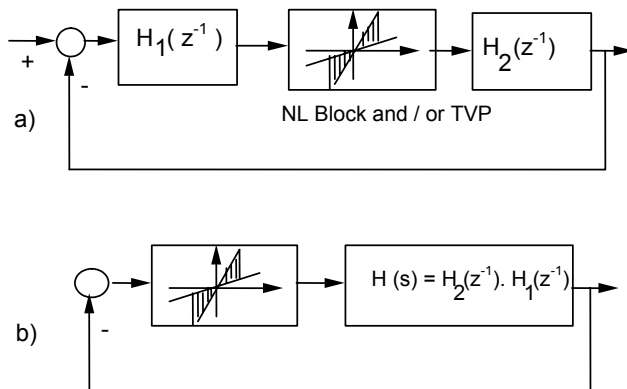 H₁( z⁻¹ )
H₂(z⁻¹)
+
-
a)
NL Block and / or TVP
H (s) = H₂(z⁻¹). H₁(z⁻¹)
b)
-